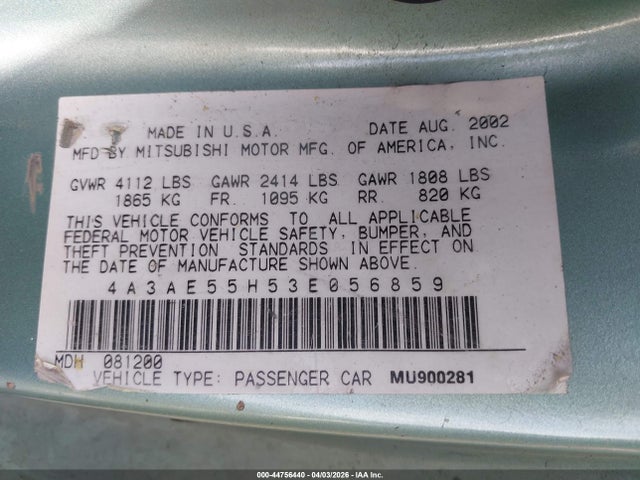 MADE IN U.S.A. DATE AUG. 2002
MFD BY MITSUBISHI MOTOR MFG. OF AMERICA, INC.
GVWR 4112 LBS GAWR 2414 LBS GAWR 1808 LBS
1865 KG FR. 1095 KG RR. 820 KG
THIS VEHICLE CONFORMS TO ALL APPLICABLE
FEDERAL MOTOR VEHICLE SAFETY, BUMPER, AND
THEFT PREVENTION STANDARDS IN EFFECT ON
THE DATE OF MANUFACTURE SHOWN ABOVE.
4A3AE55H53E056859
MDH 081200
VEHICLE TYPE: PASSENGER CAR MU900281
000-44756440 - 04/03/2026 - IAA Inc.